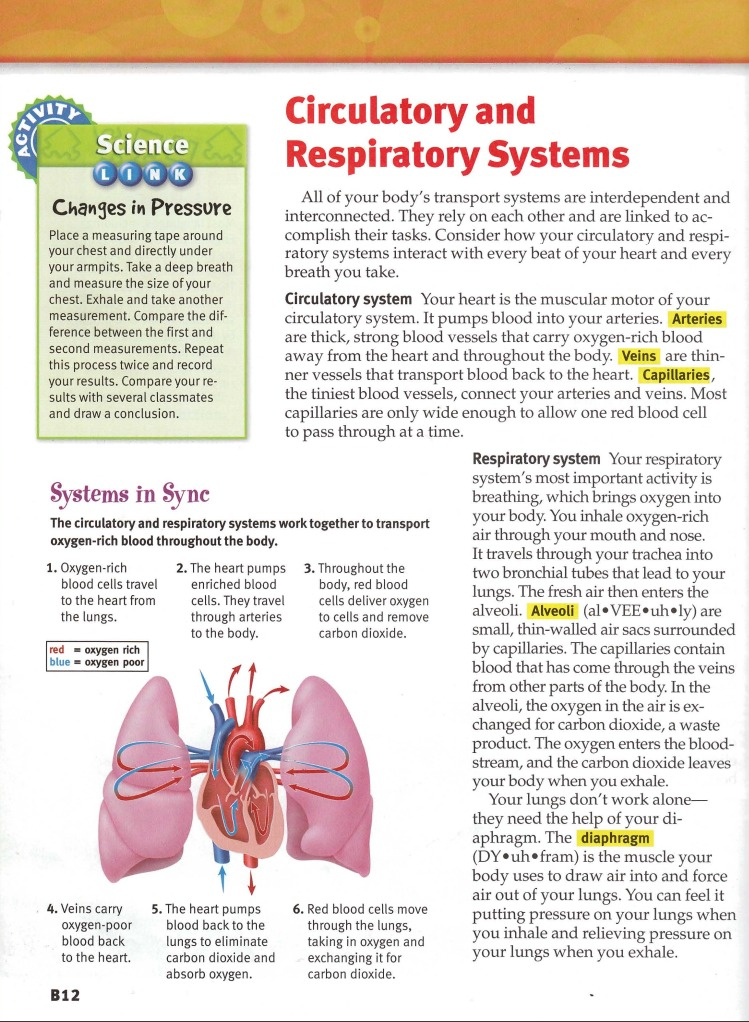 Circulatory and
Respiratory Systems
All of your body's transport systems are interdependent and
interconnected. They rely on each other and are linked to ac-
complish their tasks. Consider how your circulatory and respi-
ratory systems interact with every beat of your heart and every
breath you take.
Circulatory system Your heart is the muscular motor of your
circulatory system. It pumps blood into your arteries. Arteries
are thick, strong blood vessels that carry oxygen-rich blood
away from the heart and throughout the body. Veins are thin-
ner vessels that transport blood back to the heart. Capillaries,
the tiniest blood vessels, connect your arteries and veins. Most
capillaries are only wide enough to allow one red blood cell
to pass through at a time.
ACTIVITY
Science
LINK
Changes in Pressure
Place a measuring tape around
your chest and directly under
your armpits. Take a deep breath
and measure the size of your
chest. Exhale and take another
measurement. Compare the dif-
ference between the first and
second measurements. Repeat
this process twice and record
your results. Compare your re-
sults with several classmates
and draw a conclusion.
Systems in Sync
The circulatory and respiratory systems work together to transport
oxygen-rich blood throughout the body.
1. Oxygen-rich
blood cells travel
to the heart from
the lungs.
2. The heart pumps
enriched blood
cells. They travel
through arteries
to the body.
3. Throughout the
body, red blood
cells deliver oxygen
to cells and remove
carbon dioxide.
red = oxygen rich
blue = oxygen poor
4. Veins carry
oxygen-poor
blood back
to the heart.
5. The heart pumps
blood back to the
lungs to eliminate
carbon dioxide and
absorb oxygen.
6. Red blood cells move
through the lungs,
taking in oxygen and
exchanging it for
carbon dioxide.
Respiratory system Your respiratory
system's most important activity is
breathing, which brings oxygen into
your body. You inhale oxygen-rich
air through your mouth and nose.
It travels through your trachea into
two bronchial tubes that lead to your
lungs. The fresh air then enters the
alveoli. Alveoli (al•VEE•uh•ly) are
small, thin-walled air sacs surrounded
by capillaries. The capillaries contain
blood that has come through the veins
from other parts of the body. In the
alveoli, the oxygen in the air is ex-
changed for carbon dioxide, a waste
product. The oxygen enters the blood-
stream, and the carbon dioxide leaves
your body when you exhale.
Your lungs don't work alone—
they need the help of your di-
aphragm. The diaphragm
(DY•uh•fram) is the muscle your
body uses to draw air into and force
air out of your lungs. You can feel it
putting pressure on your lungs when
you inhale and relieving pressure on
your lungs when you exhale.
B12